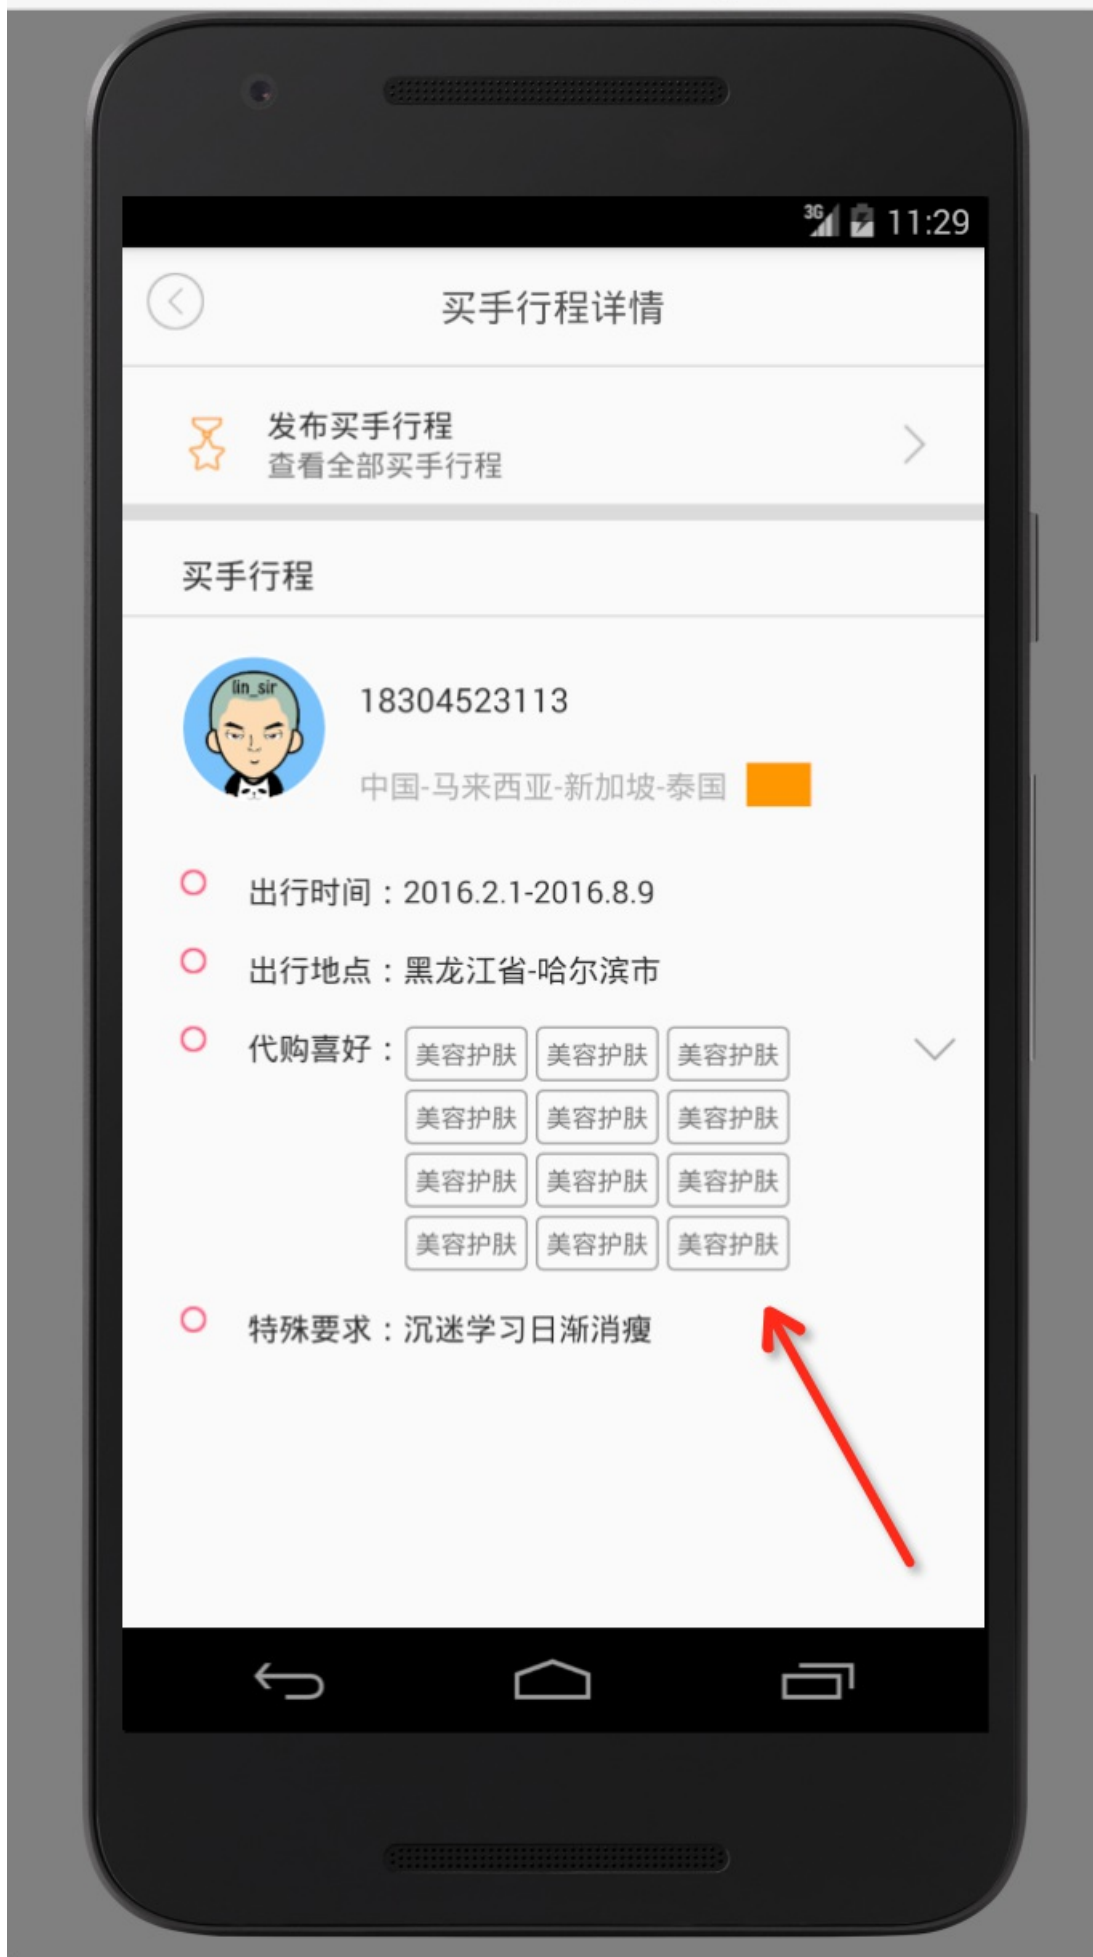 3G 11:29
买手行程详情
发布买手行程
查看全部买手行程
买手行程
lin_sir
18304523113
中国-马来西亚-新加坡-泰国
出行时间：2016.2.1-2016.8.9
出行地点：黑龙江省-哈尔滨市
代购喜好： 美容护肤 美容护肤 美容护肤
美容护肤 美容护肤 美容护肤
美容护肤 美容护肤 美容护肤
美容护肤 美容护肤 美容护肤
特殊要求：沉迷学习日渐消瘦